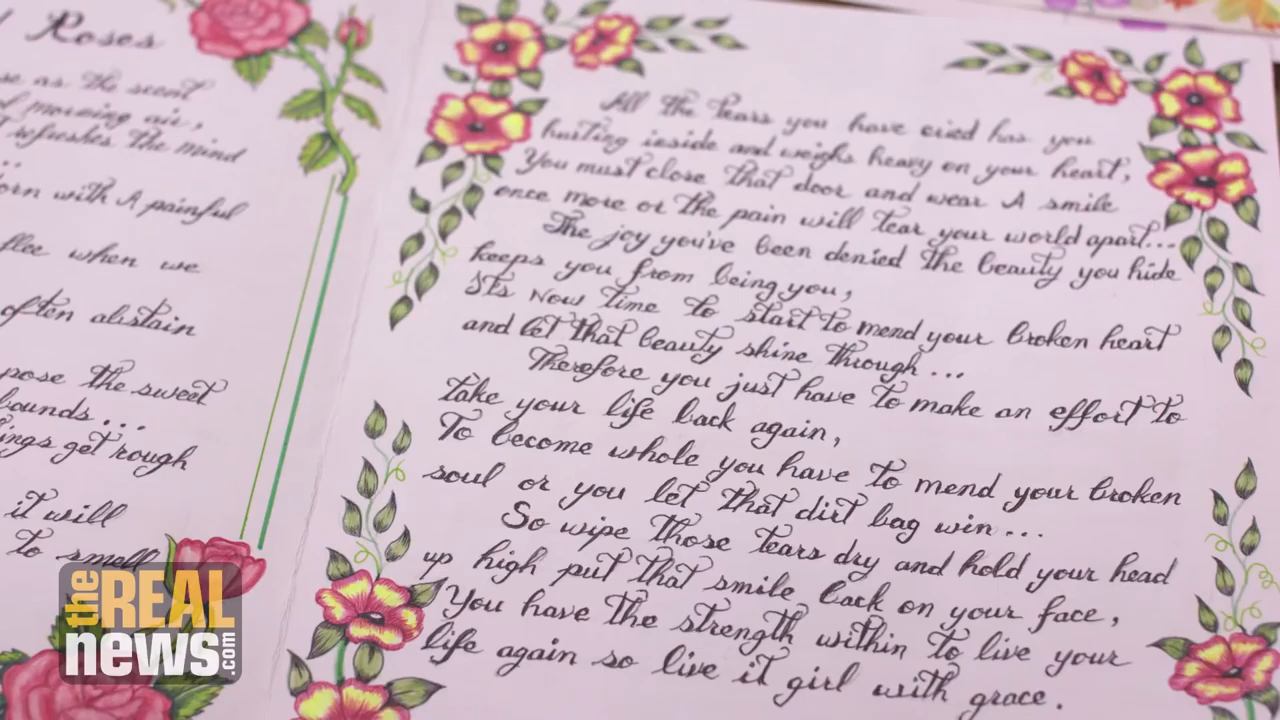 Roses
as the scent
morning air,
refreshes the mind
...
with A painful
flee when we
often abstain
the sweet
...
get rough
it will
to smell
All the tears you have cried has you
hurting inside and weighs heavy on your heart,
You must close that door and wear A smile
once more or the pain will tear your world apart...
The joy you've been denied the beauty you hide
keeps you from being you,
It's Now time to start to mend your broken heart
and let that beauty shine through...
Therefore you just have to make an effort to
take your life back again,
To become whole you have to mend your broken
soul or you let that dirt bag win...
So wipe those tears dry and hold your head
up high put that smile back on your face,
You have the strength within to live your
life again so live it girl with grace.
the REAL
news.com